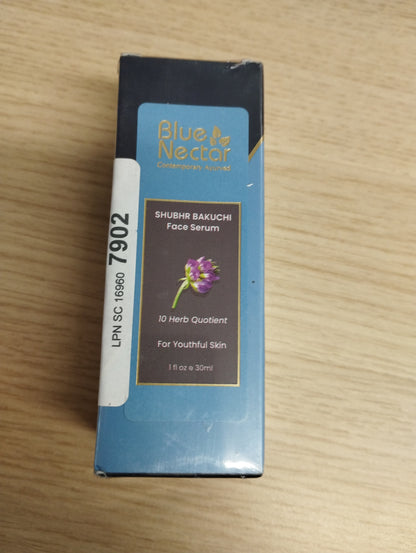 Blue
Nectar
Contemporary Ayurved
SHUBHR BAKUCHI
Face Serum
10 Herb Quotient
For Youthful Skin
1 fl oz e 30ml
LPN SC 16960 7902